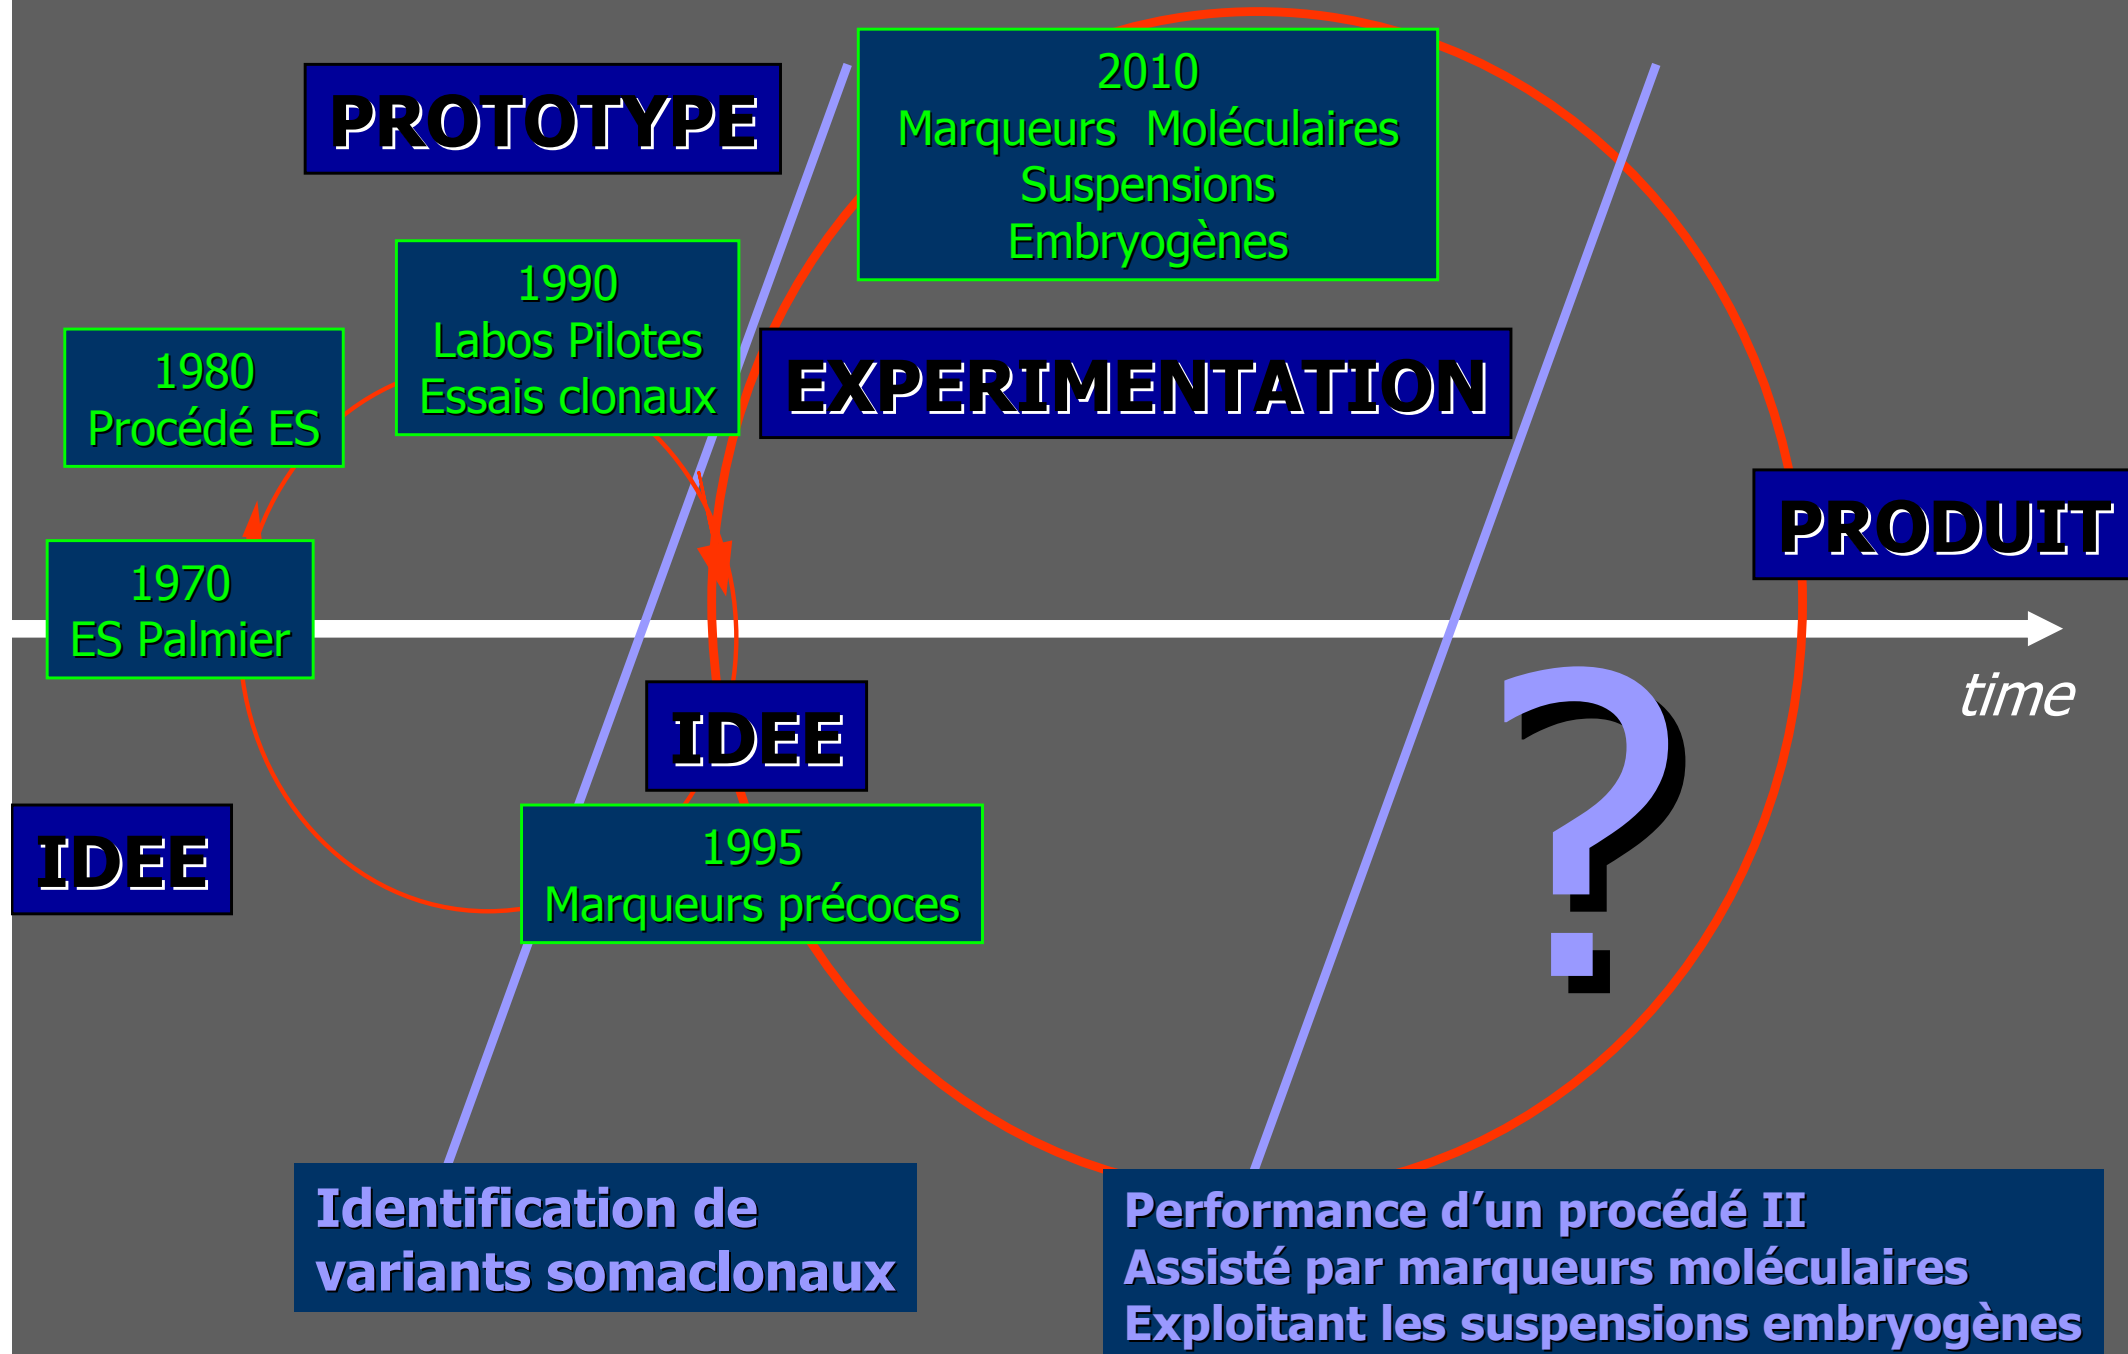 PROTOTYPE
2010
Marqueurs Moléculaires
Suspensions
Embryogènes
1990
Labos Pilotes
Essais clonaux
1980
Procédé ES
EXPERIMENTATION
PRODUIT
1970
ES Palmier
time
IDEE
?
IDEE
1995
Marqueurs précoces
Identification de
variants somaclonaux
Performance d’un procédé II
Assisté par marqueurs moléculaires
Exploitant les suspensions embryogènes